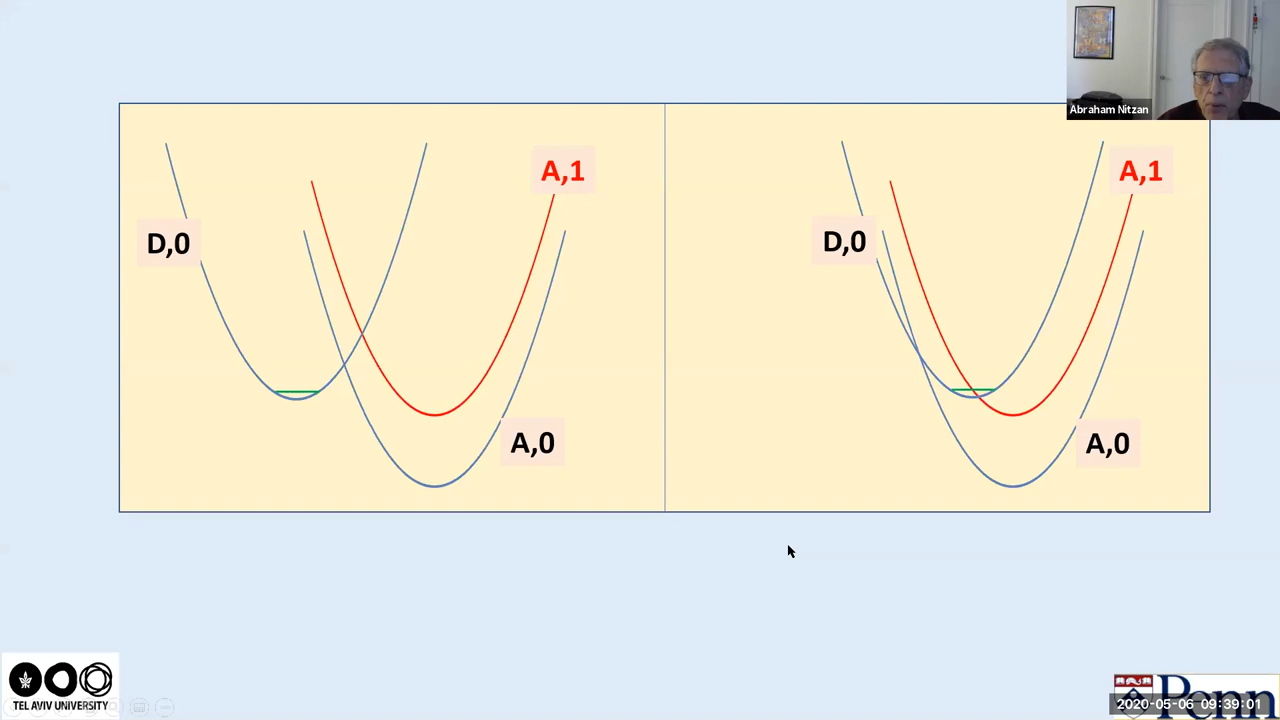 Abraham Nitzan
D,0
A,1
A,0
D,0
A,1
A,0
TEL AVIV UNIVERSITY
Penn
2020-05-06 09:39:01